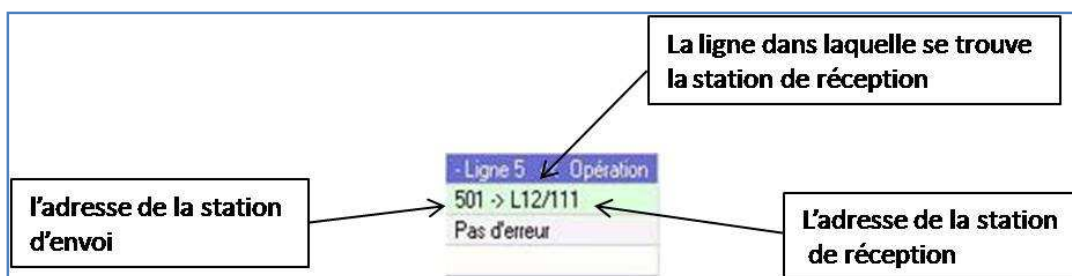 La ligne dans laquelle se trouve
la station de réception
- Ligne 5 Opération
501 -> L12/111
Pas d'erreur
l'adresse de la station
d'envoi
L'adresse de la station
de réception